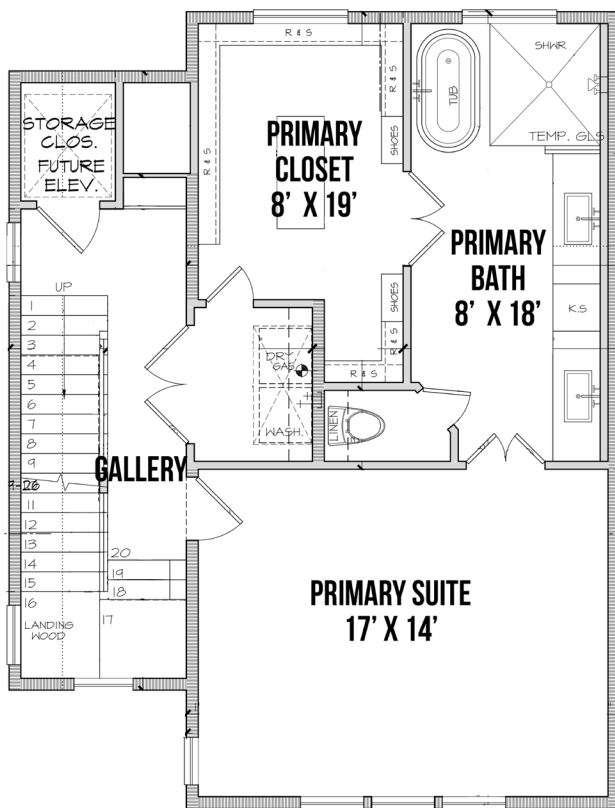 R & S
SHWR
TUB
R & S
STORAGE
CLOS.
FUTURE
ELEV.
PRIMARY
CLOSET
8' X 19'
SHOES
TEMP. GLS
R & S
PRIMARY
BATH
8' X 18'
UP
SHOES
K.S
1
2
3
4
5
6
7
8
9
11
12
13
14
15
16
R & S
DRY
GAS
R & S
WASH.
LINEN
GALLERY
20
19
18
17
LANDING
WOOD
PRIMARY SUITE
17' X 14'